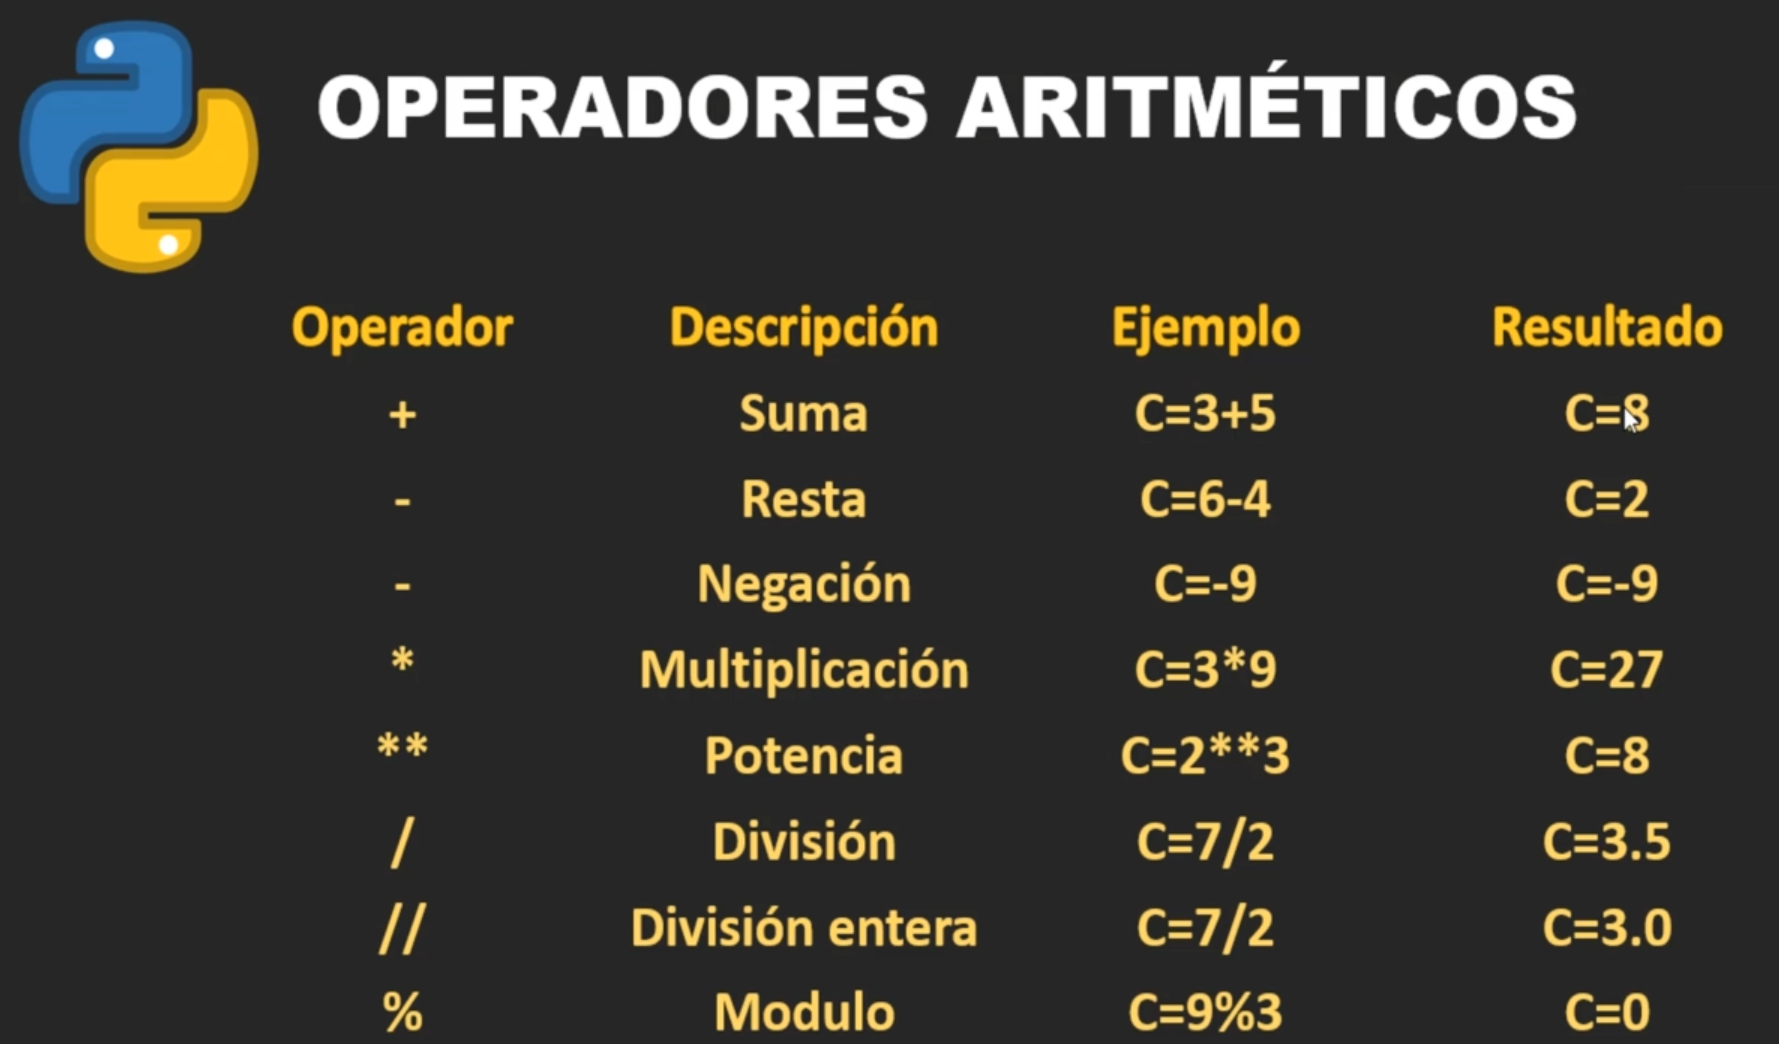 OPERADORES ARITMÉTICOS
Operador Descripción Ejemplo Resultado
+ Suma C=3+5 C=8
- Resta C=6-4 C=2
- Negación C=-9 C=-9
* Multiplicación C=3*9 C=27
** Potencia C=2**3 C=8
/ División C=7/2 C=3.5
// División entera C=7/2 C=3.0
% Modulo C=9%3 C=0